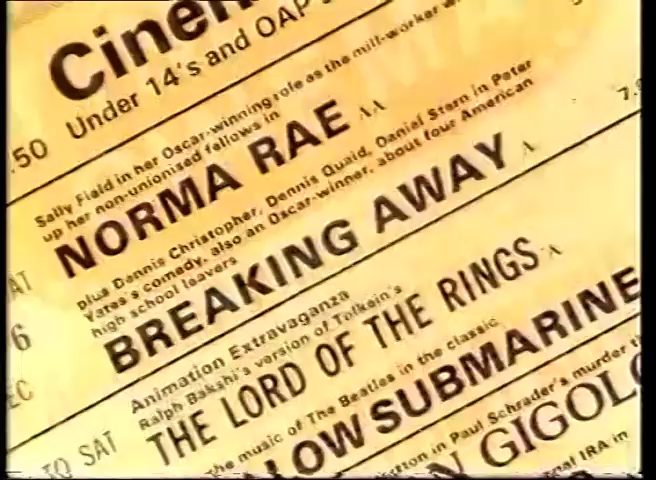 Cinem
Under 14's and OAP
.50
Sally Field in her Oscar-winning role as the mill-worker
up her non-unionised fellows in
NORMA RAE AA
7.
plus Dennis Christopher, Dennis Quaid, Daniel Stern in Peter
Yates's comedy, also an Oscar-winner, about four American
high school leavers
BREAKING AWAY A
AT
6
EC
Animation Extravaganza
Ralph Bakshi's version of Tolkein's
THE LORD OF THE RINGS A
TO SAT
the music of The Beatles in the classic
LOW SUBMARINE
in Paul Schrader's murder
N GIGOLO
nal IRA in